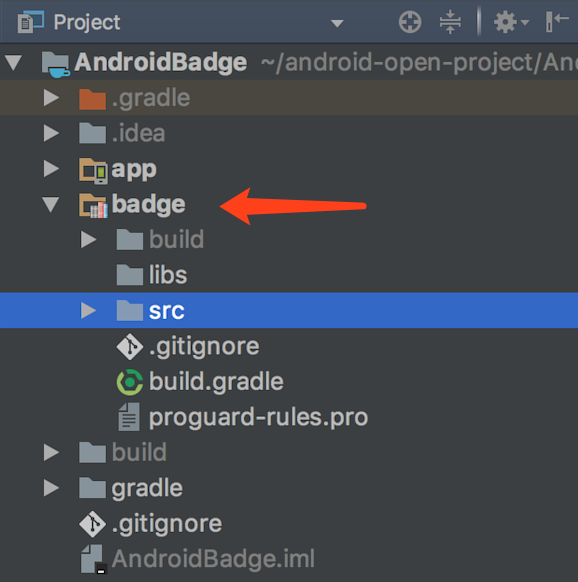 Project
AndroidBadge ~/android-open-project/An
.gradle
.idea
app
badge
build
libs
src
.gitignore
build.gradle
proguard-rules.pro
build
gradle
.gitignore
AndroidBadge.iml